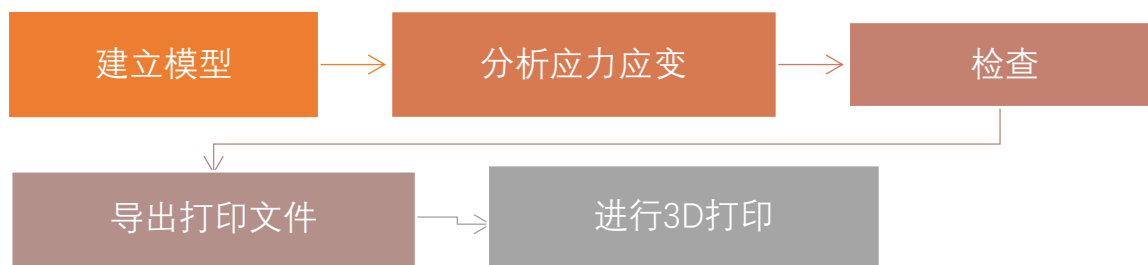 建立模型
分析应力应变
检查
导出打印文件
进行3D打印